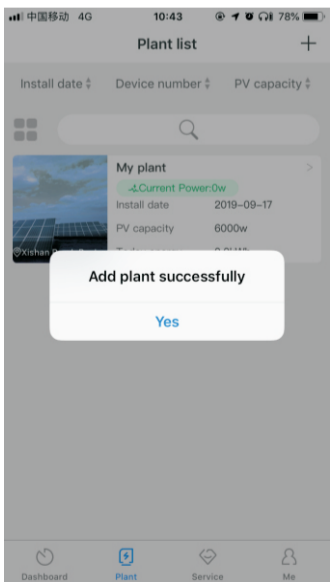 中国移动 4G 10:43 78%
Plant list +
Install date Device number PV capacity
My plant >
Current Power:0w
Install date 2019-09-17
PV capacity 6000w
Xishan
Add plant successfully
Yes
Dashboard Plant Service Me